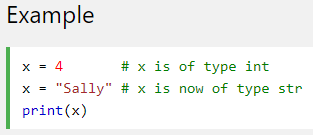 Example
x = 4       # x is of type int
x = "Sally" # x is now of type str
print(x)